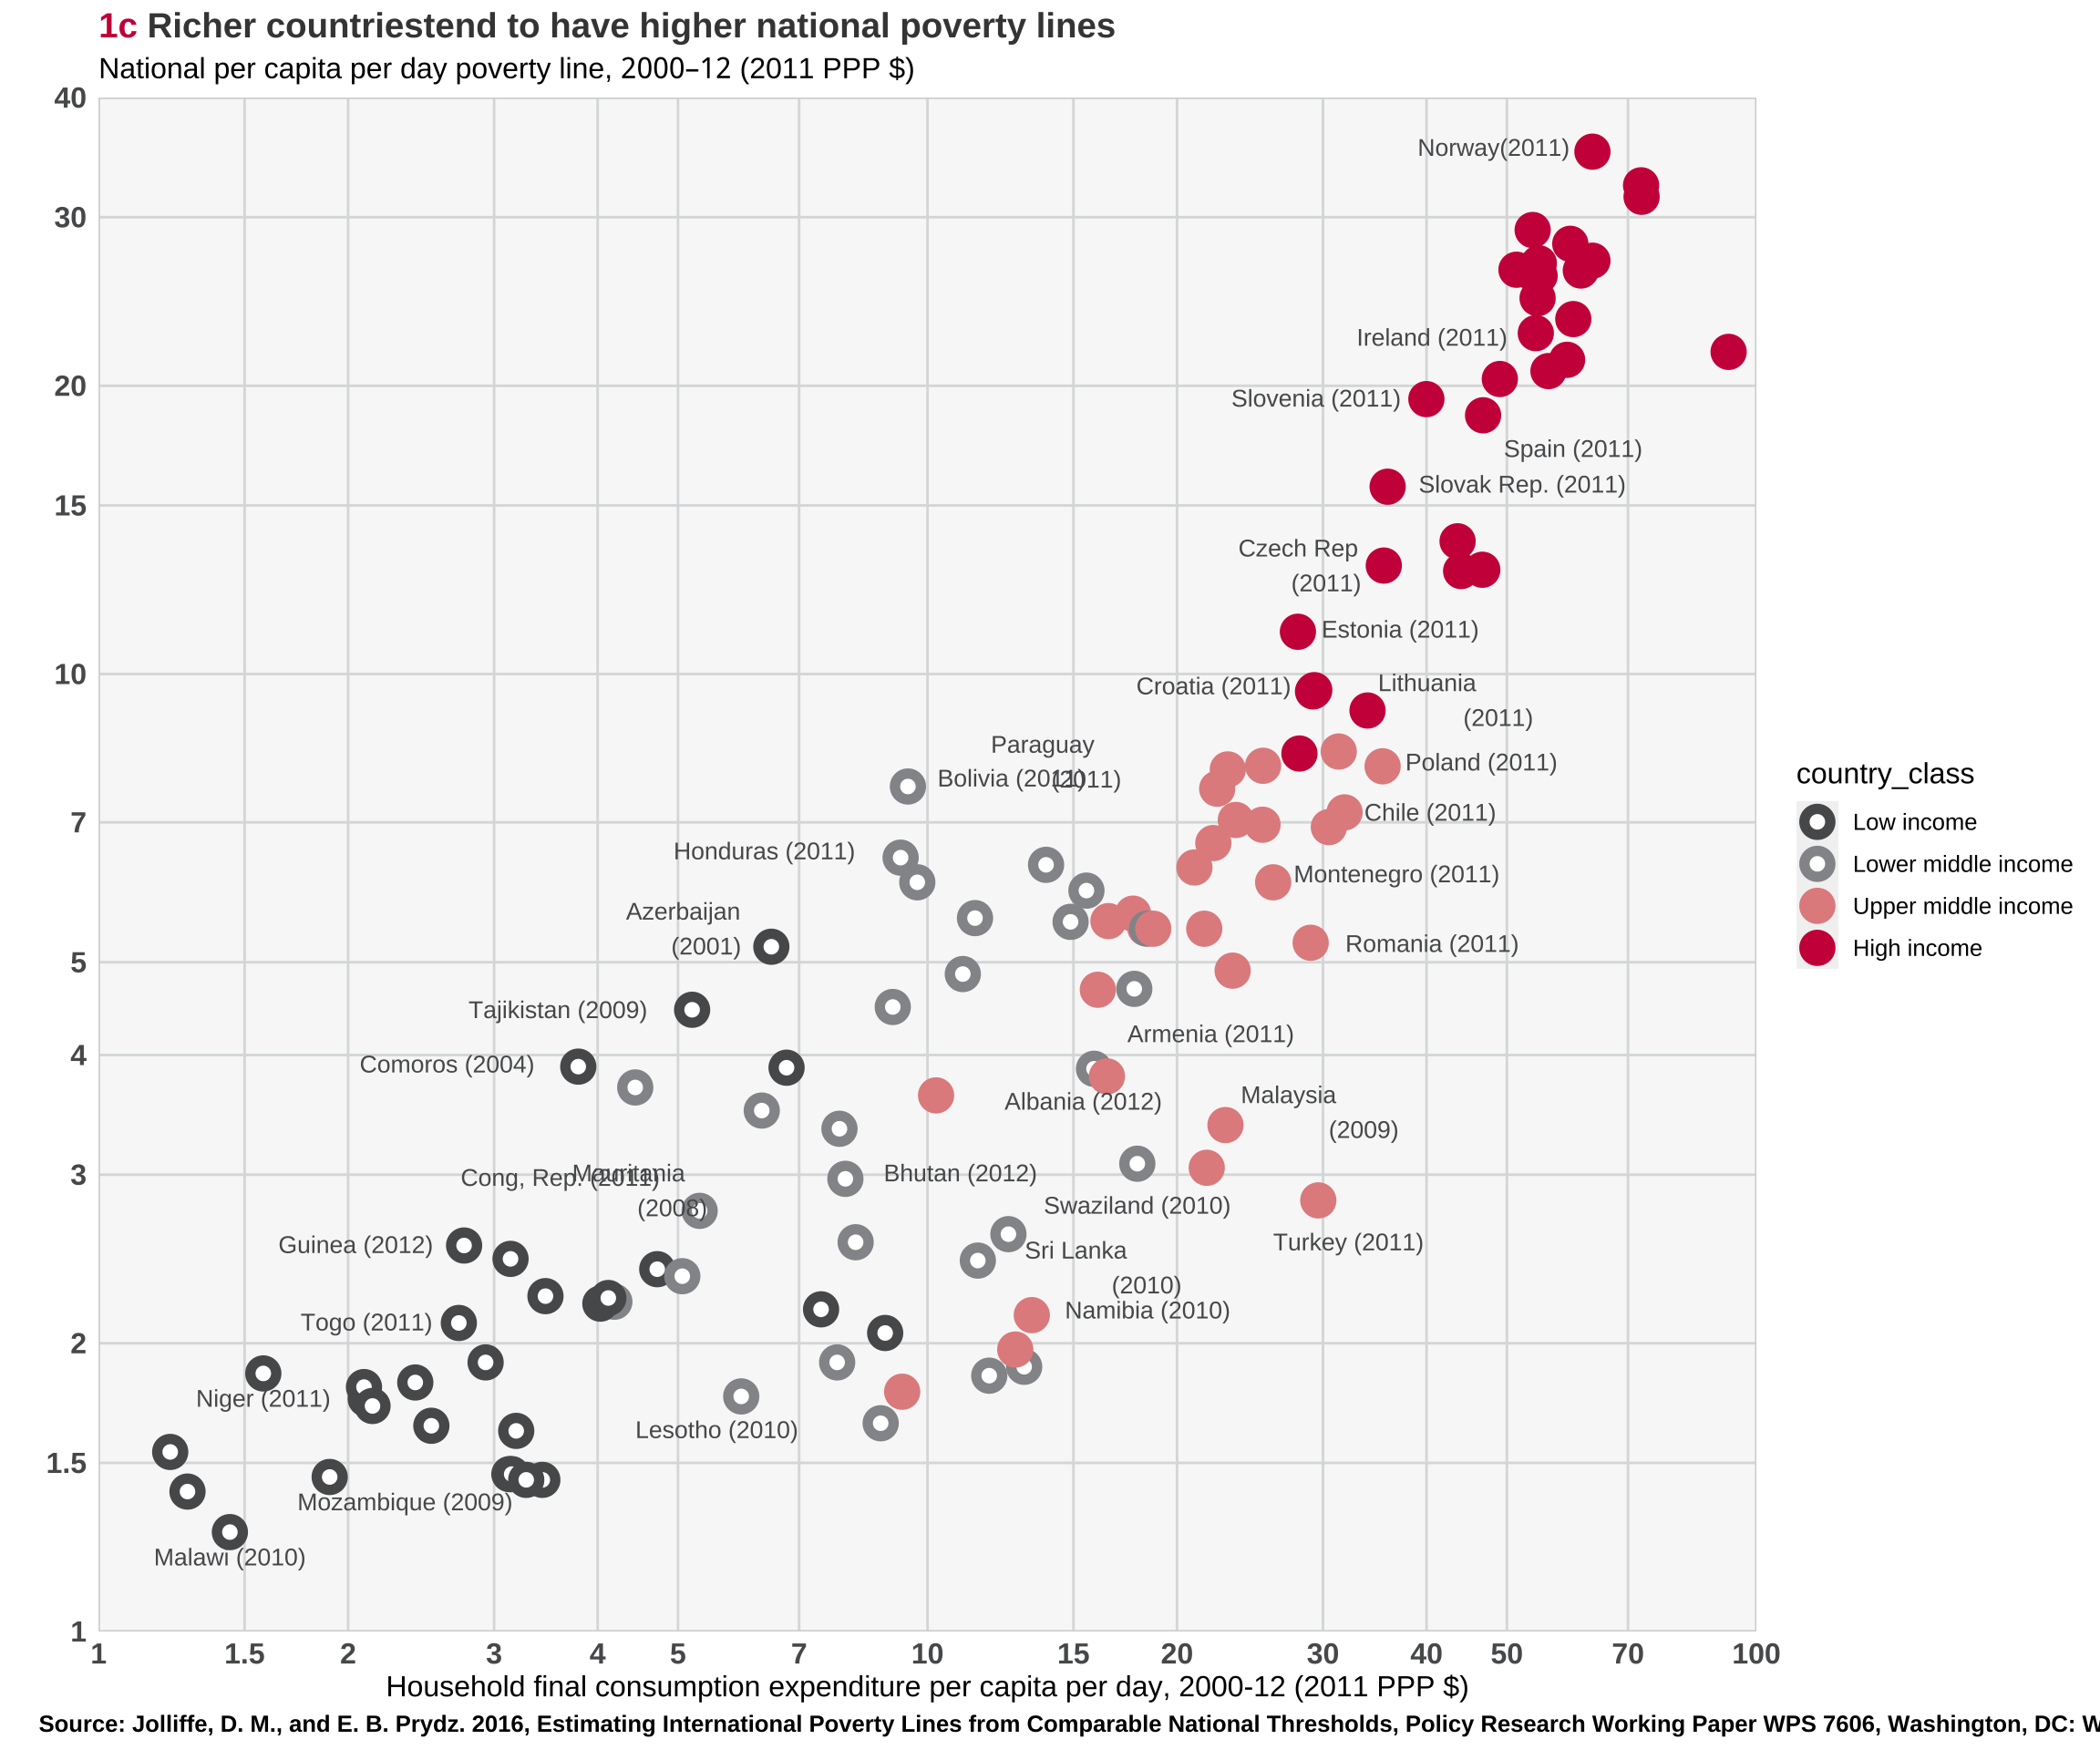 1c Richer countriestend to have higher national poverty lines
National per capita per day poverty line, 2000–12 (2011 PPP $)
40
30
20
15
10
7
5
4
3
2
1.5
1
Norway(2011)
Ireland (2011)
Slovenia (2011)
Spain (2011)
Slovak Rep. (2011)
Czech Rep
(2011)
Estonia (2011)
Croatia (2011)
Lithuania
(2011)
Paraguay
(2011)
Bolivia (2011)
Poland (2011)
Chile (2011)
Honduras (2011)
Montenegro (2011)
Azerbaijan
(2001)
Romania (2011)
Tajikistan (2009)
Armenia (2011)
Comoros (2004)
Albania (2012)
Malaysia
(2009)
Cong, Rep. (2011)
Mauritania
(2008)
Bhutan (2012)
Swaziland (2010)
Guinea (2012)
Turkey (2011)
Sri Lanka
(2010)
Togo (2011)
Namibia (2010)
Niger (2011)
Lesotho (2010)
Mozambique (2009)
Malawi (2010)
country_class
Low income
Lower middle income
Upper middle income
High income
1 1.5 2 3 4 5 7 10 15 20 30 40 50 70 100
Household final consumption expenditure per capita per day, 2000-12 (2011 PPP $)
Source: Jolliffe, D. M., and E. B. Prydz. 2016, Estimating International Poverty Lines from Comparable National Thresholds, Policy Research Working Paper WPS 7606, Washington, DC: